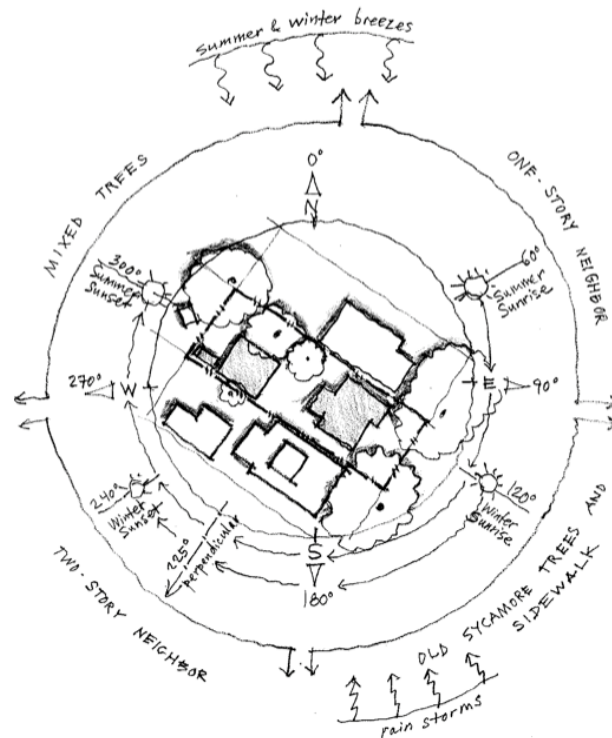 summer & winter breezes
MIXED TREES
ONE-STORY NEIGHBOR
0°
N
300°
Summer
Sunset
60°
Summer
Sunrise
270°
W
E
90°
240°
Winter
Sunset
120°
Winter
Sunrise
225°
perpendicular
S
180°
TWO-STORY NEIGHBOR
OLD SYCAMORE TREES AND
SIDEWALK
rain storms